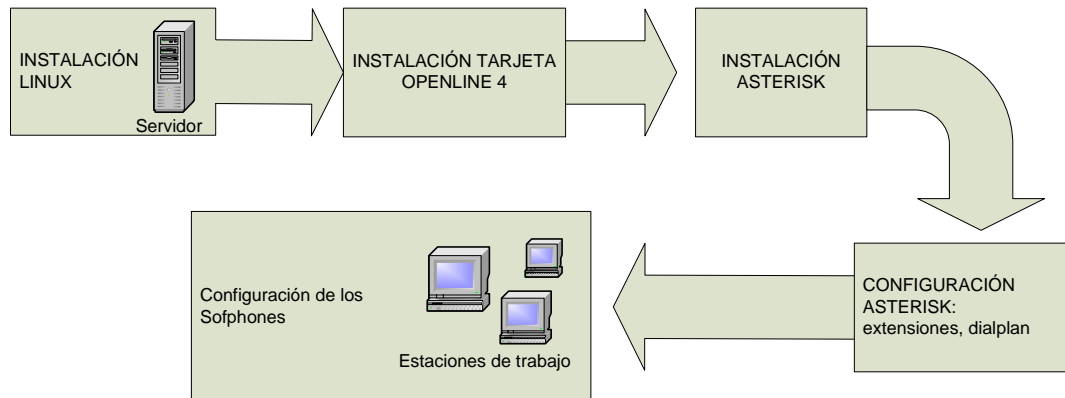 INSTALACIÓN
LINUX
Servidor
INSTALACIÓN TARJETA
OPENLINE 4
INSTALACIÓN
ASTERISK
CONFIGURACIÓN
ASTERISK:
extensiones, dialplan
Configuración de los
Sofphones
Estaciones de trabajo